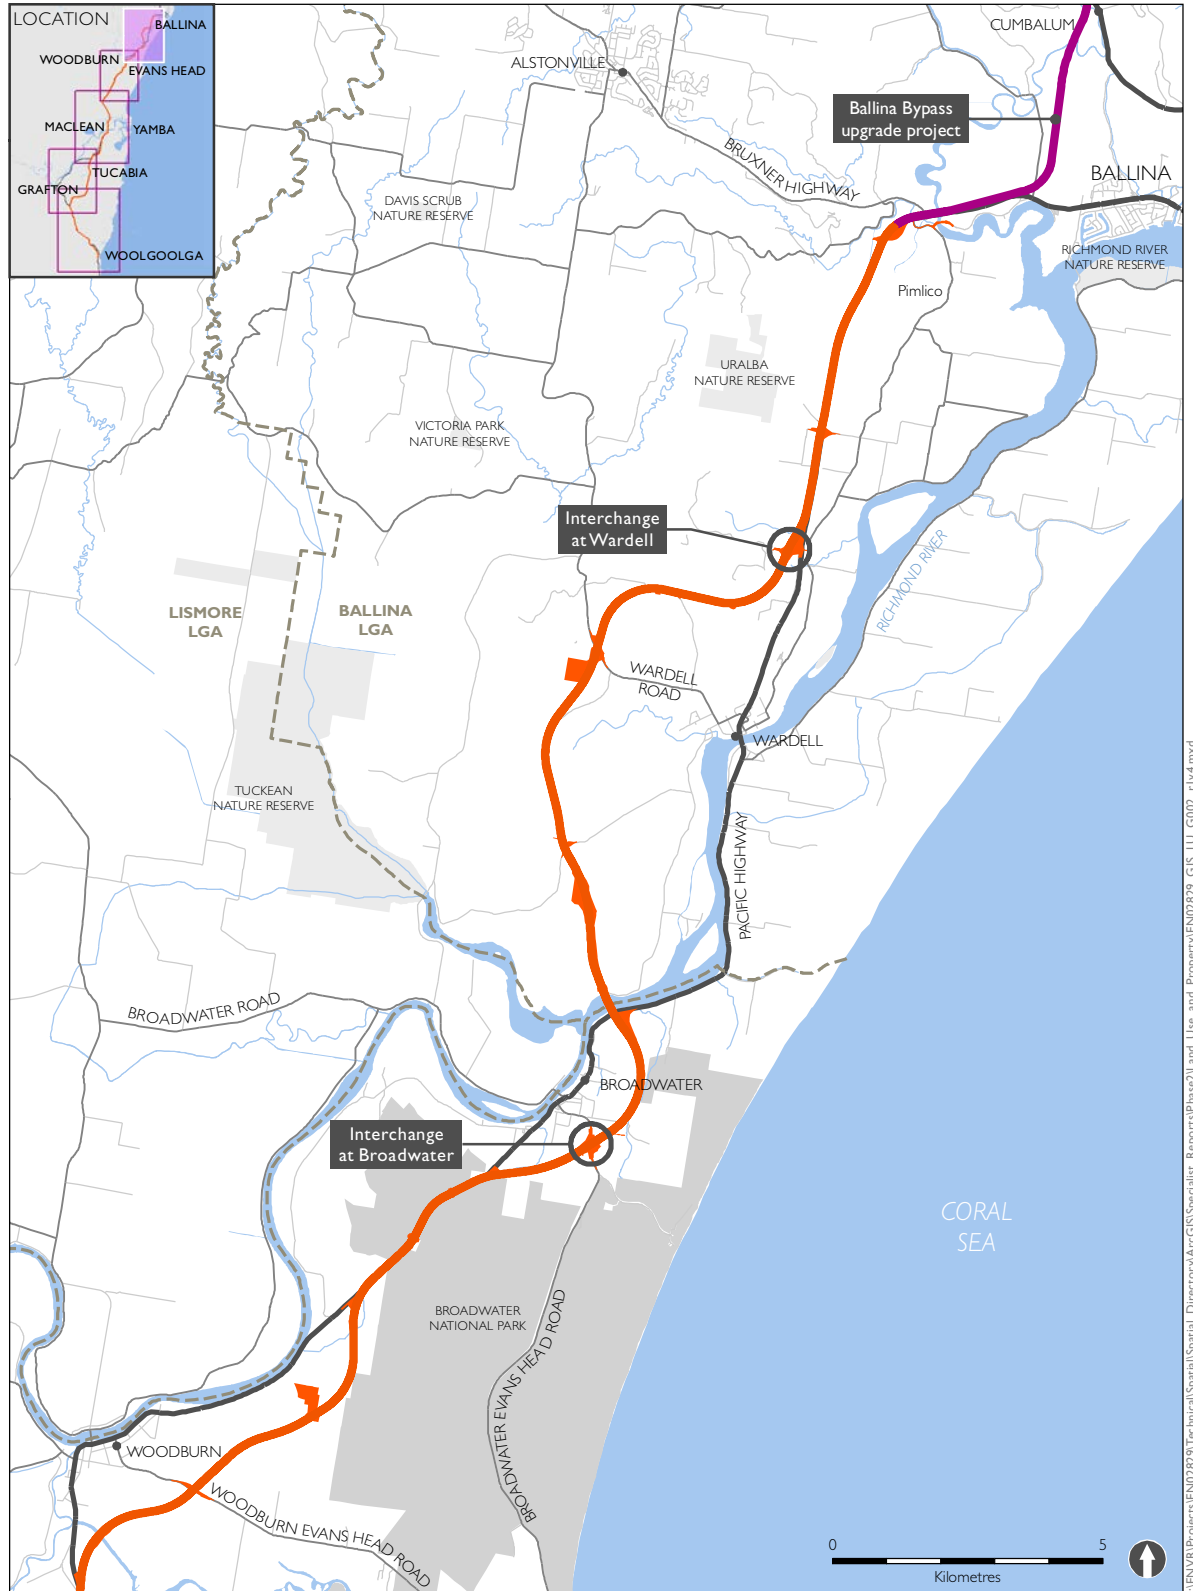 LOCATION
BALLINA
WOODBURN
EVANS HEAD
MACLEAN
YAMBA
TUCABIA
GRAFTON
WOOLGOOLGA
CUMBALUM
ALSTONVILLE
Ballina Bypass
upgrade project
BRUXNER HIGHWAY
BALLINA
DAVIS SCRUB
NATURE RESERVE
RICHMOND RIVER
NATURE RESERVE
Pimlico
URALBA
NATURE RESERVE
VICTORIA PARK
NATURE RESERVE
Interchange
at Wardell
RICHMOND RIVER
LISMORE
LGA
BALLINA
LGA
WARDELL
ROAD
WARDELL
TUCKEAN
NATURE RESERVE
PACIFIC HIGHWAY
BROADWATER ROAD
BROADWATER
Interchange
at Broadwater
CORAL
SEA
BROADWATER
NATIONAL PARK
BROADWATER EVANS HEAD ROAD
WOODBURN
WOODBURN EVANS HEAD ROAD
0
5
Kilometres